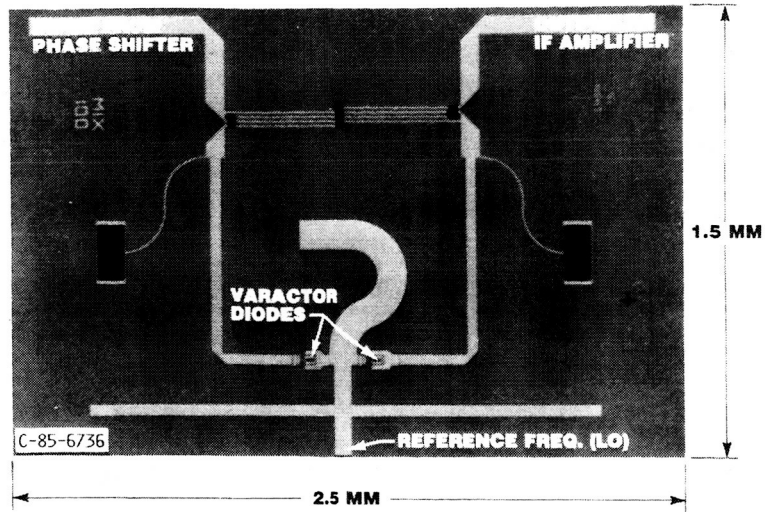 PHASE SHIFTER
IF AMPLIFIER
1.5 MM
VARACTOR
DIODES
C-85-6736
REFERENCE FREQ. (LO)
2.5 MM